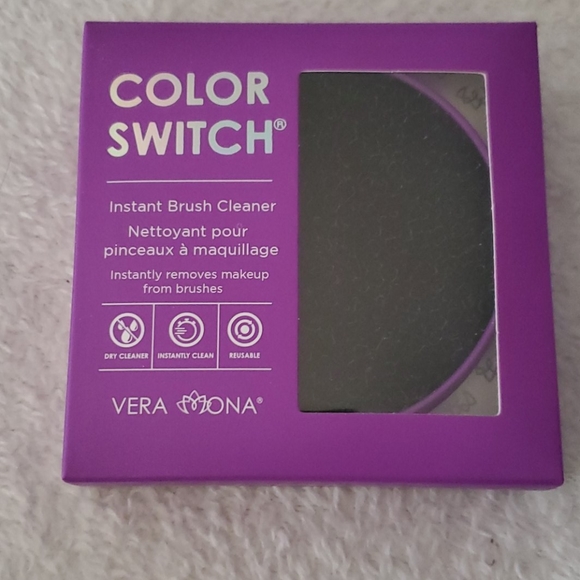 COLOR
SWITCH®
Instant Brush Cleaner
Nettoyant pour
pinceaux à maquillage
Instantly removes makeup
from brushes
DRY CLEANER INSTANTLY CLEAN REUSABLE
VERA MONA®